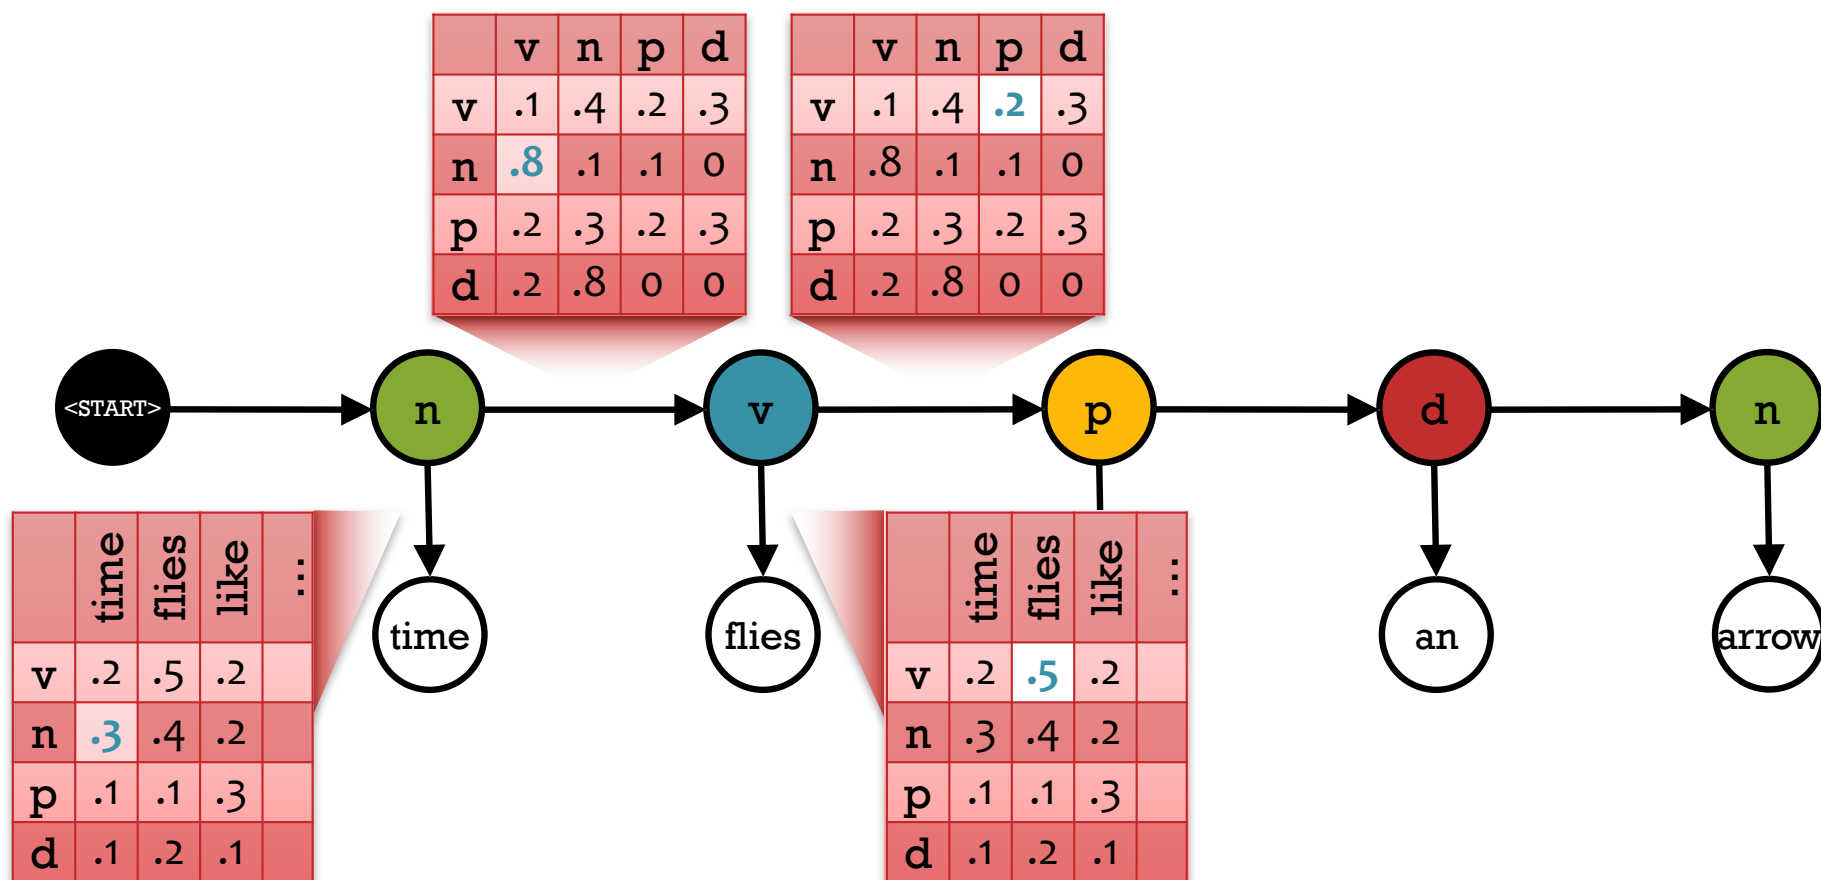 v n p d
v .1 .4 .2 .3
n .8 .1 .1 0
p .2 .3 .2 .3
d .2 .8 0 0
v n p d
v .1 .4 .2 .3
n .8 .1 .1 0
p .2 .3 .2 .3
d .2 .8 0 0
<START> n v p d n
time flies like …
v .2 .5 .2
n .3 .4 .2
p .1 .1 .3
d .1 .2 .1
time flies
time flies like …
v .2 .5 .2
n .3 .4 .2
p .1 .1 .3
d .1 .2 .1
an arrow